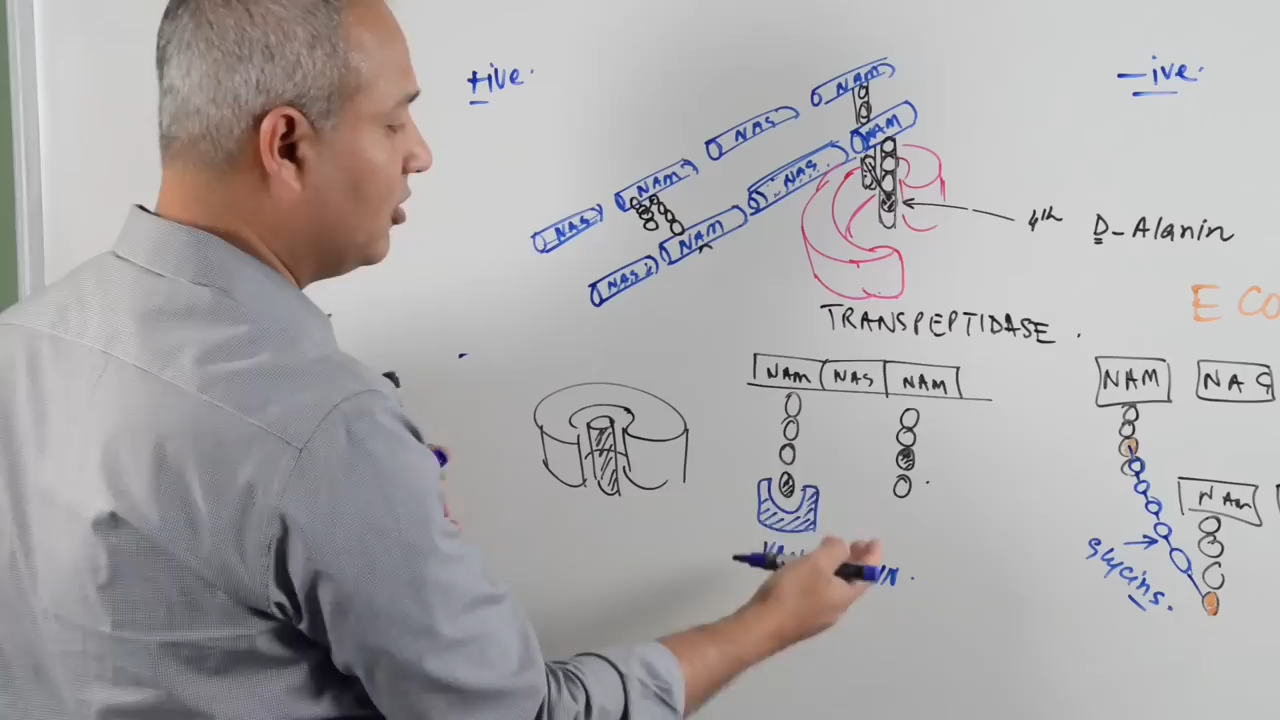 +ive.
-ive.
NAM
NAS
NAM
NAM
NAS
NAS
NAM
NAS
4th D-Alanin
E CO
TRANSPEPTIDASE.
NAM NAS NAM
NAM NAG
NAM
glycins.